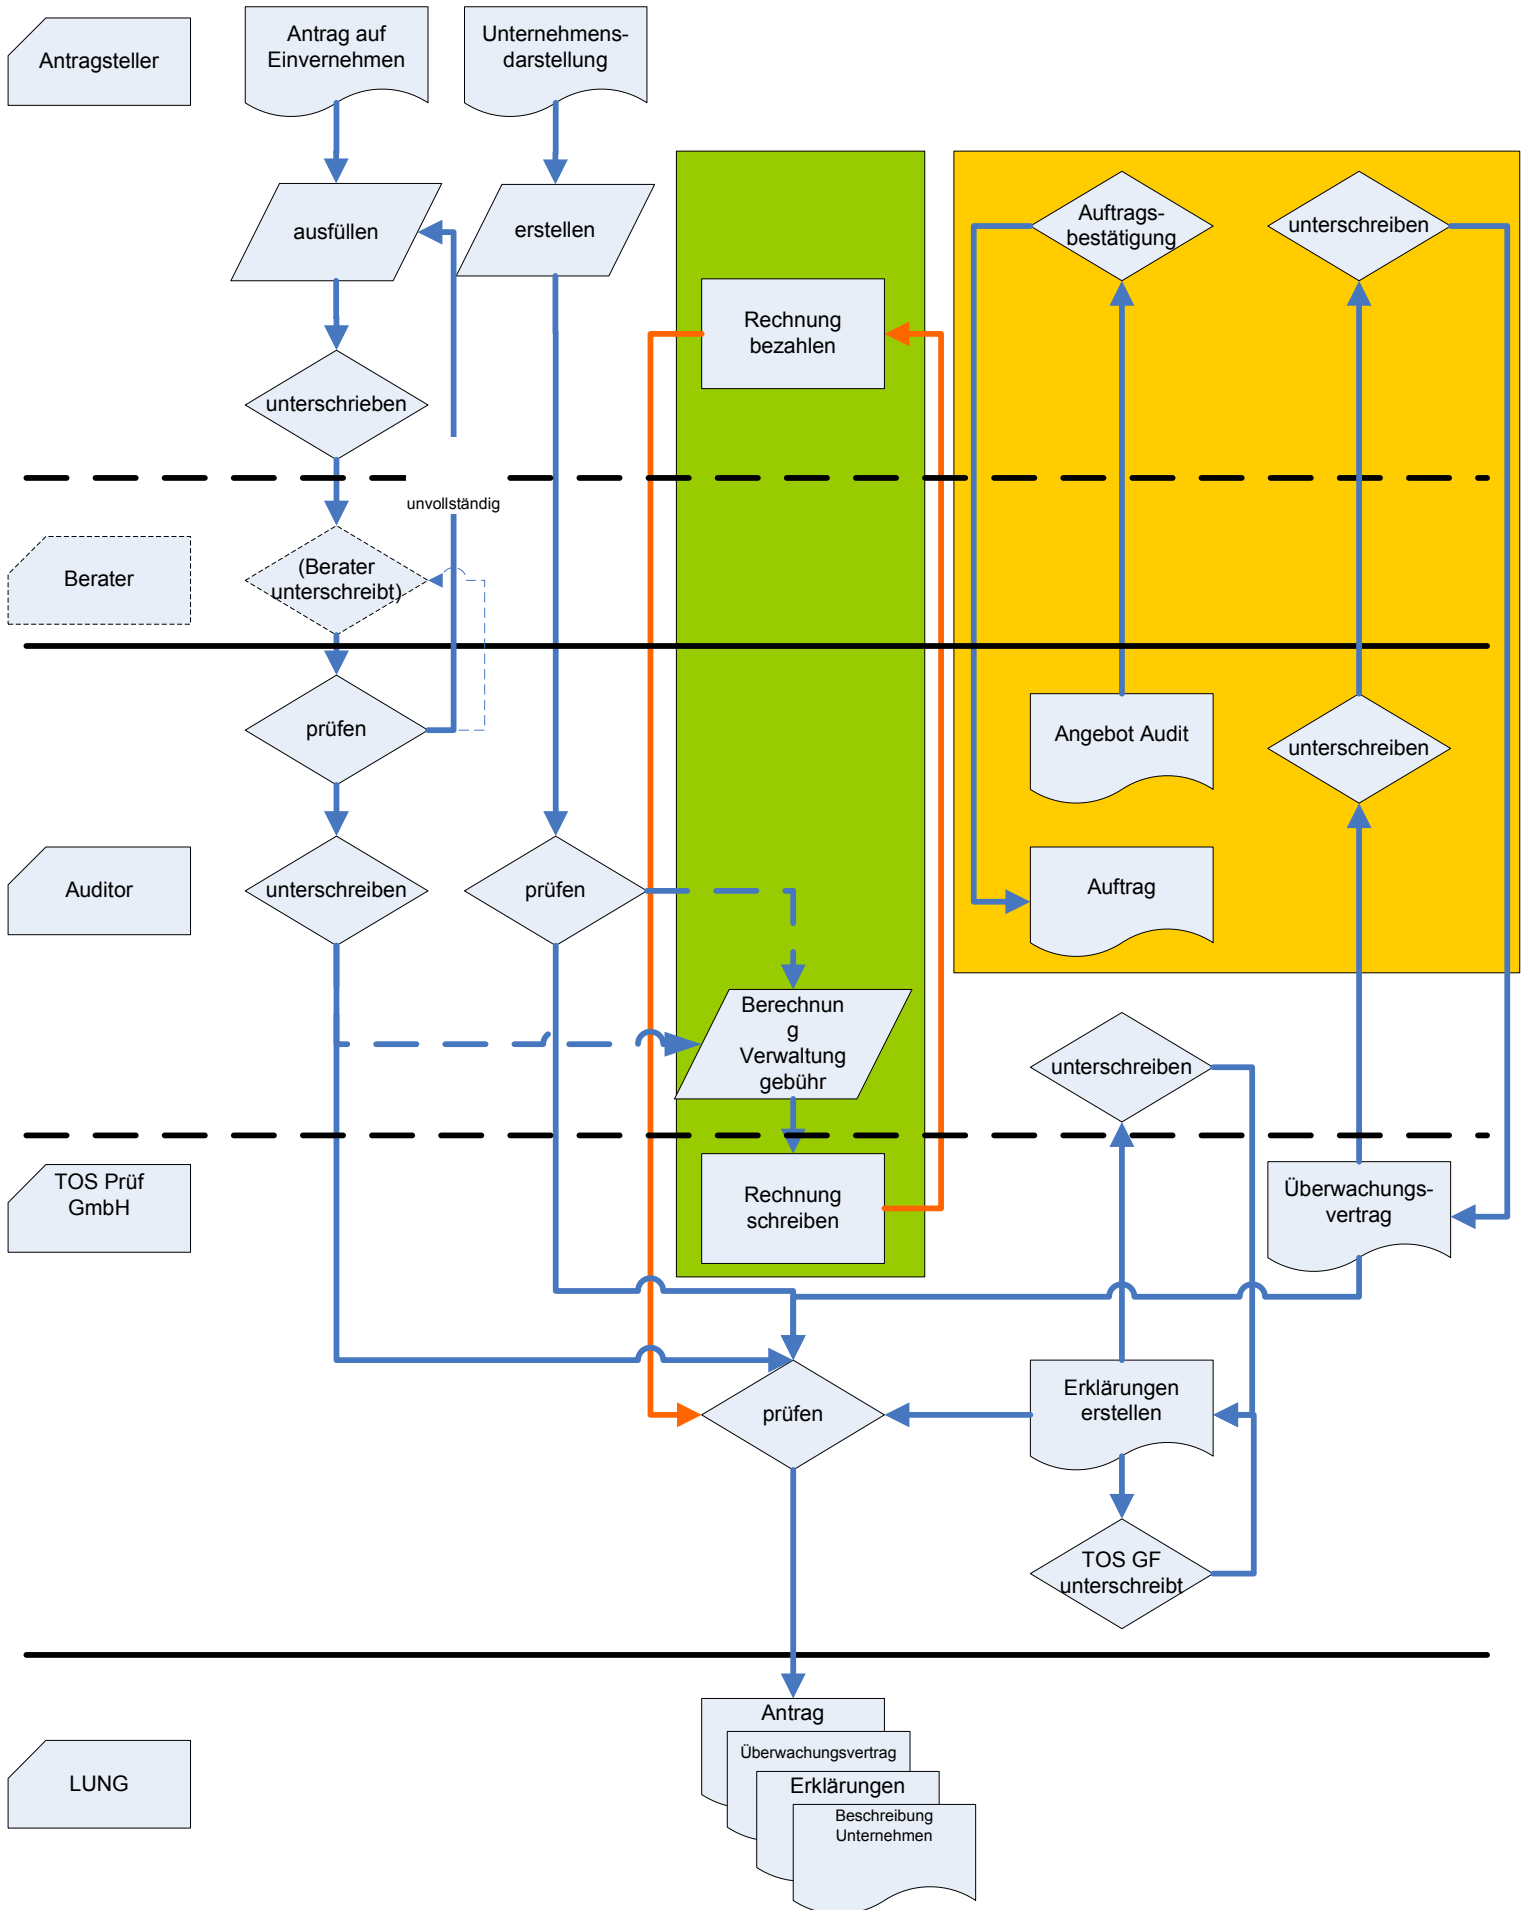 Antragsteller
Antrag auf
Einvernehmen
Unternehmens-
darstellung
ausfüllen
erstellen
Auftrags-
bestätigung
unterschreiben
Rechnung
bezahlen
unterschrieben
unvollständig
Berater
(Berater
unterschreibt)
prüfen
Angebot Audit
unterschreiben
Auditor
unterschreiben
prüfen
Auftrag
Berechnun
g
Verwaltung
gebühr
unterschreiben
TOS Prüf
GmbH
Rechnung
schreiben
Überwachungs-
vertrag
prüfen
Erklärungen
erstellen
TOS GF
unterschreibt
LUNG
Antrag
Überwachungsvertrag
Erklärungen
Beschreibung
Unternehmen